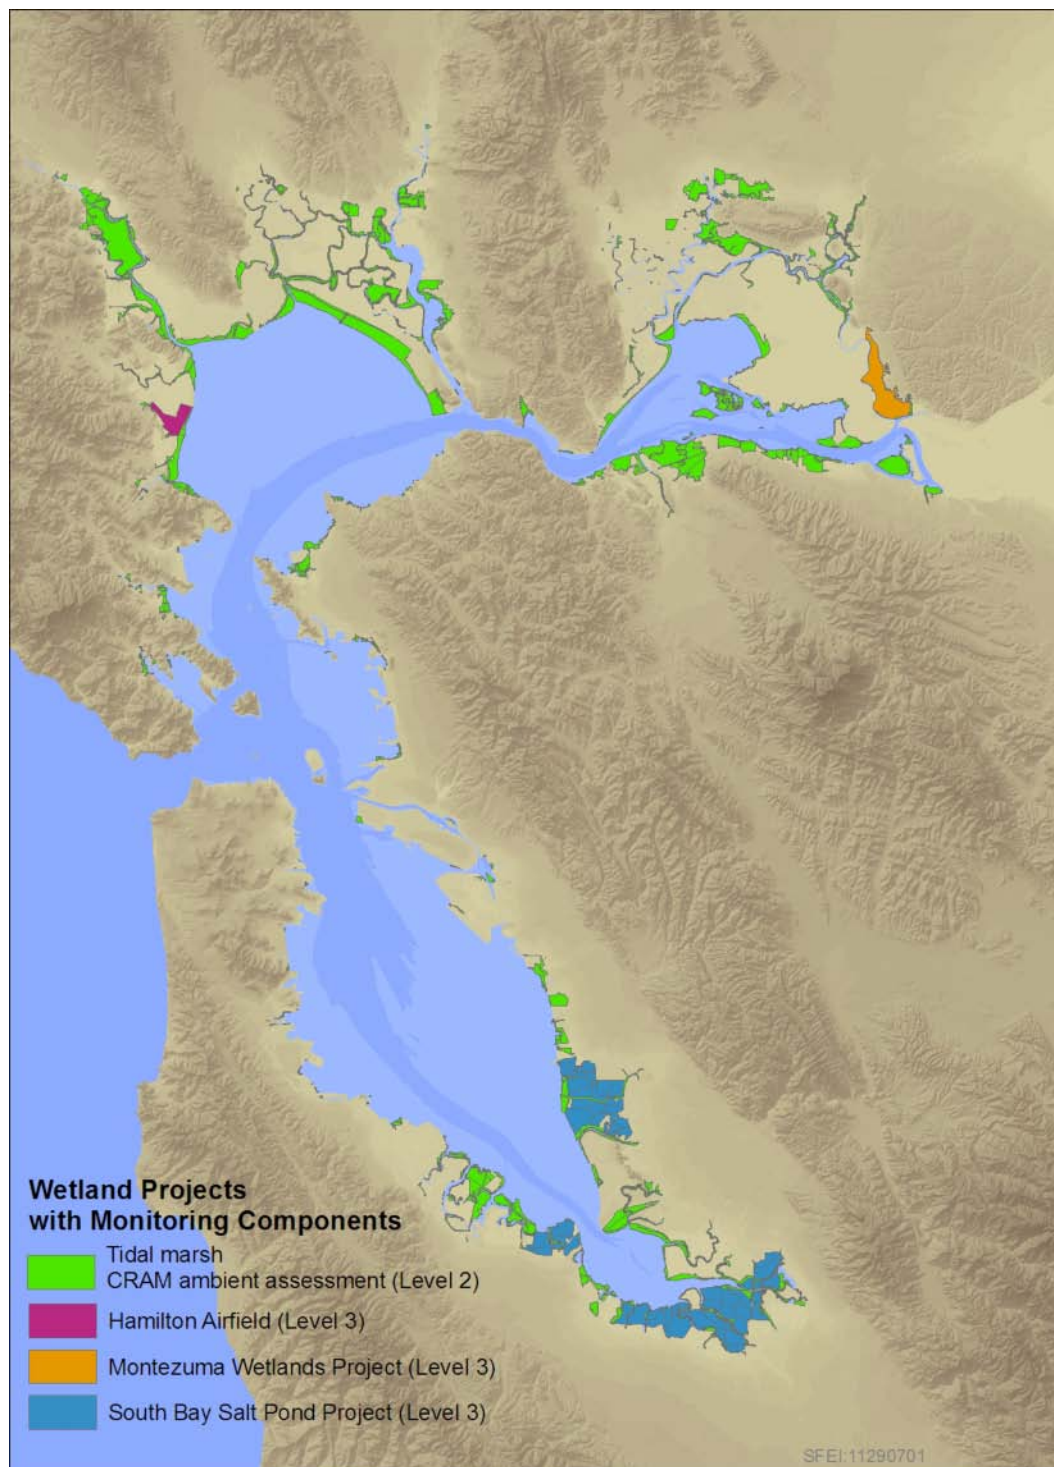 Wetland Projects
with Monitoring Components
Tidal marsh
CRAM ambient assessment (Level 2)
Hamilton Airfield (Level 3)
Montezuma Wetlands Project (Level 3)
South Bay Salt Pond Project (Level 3)
SFEI:11290701